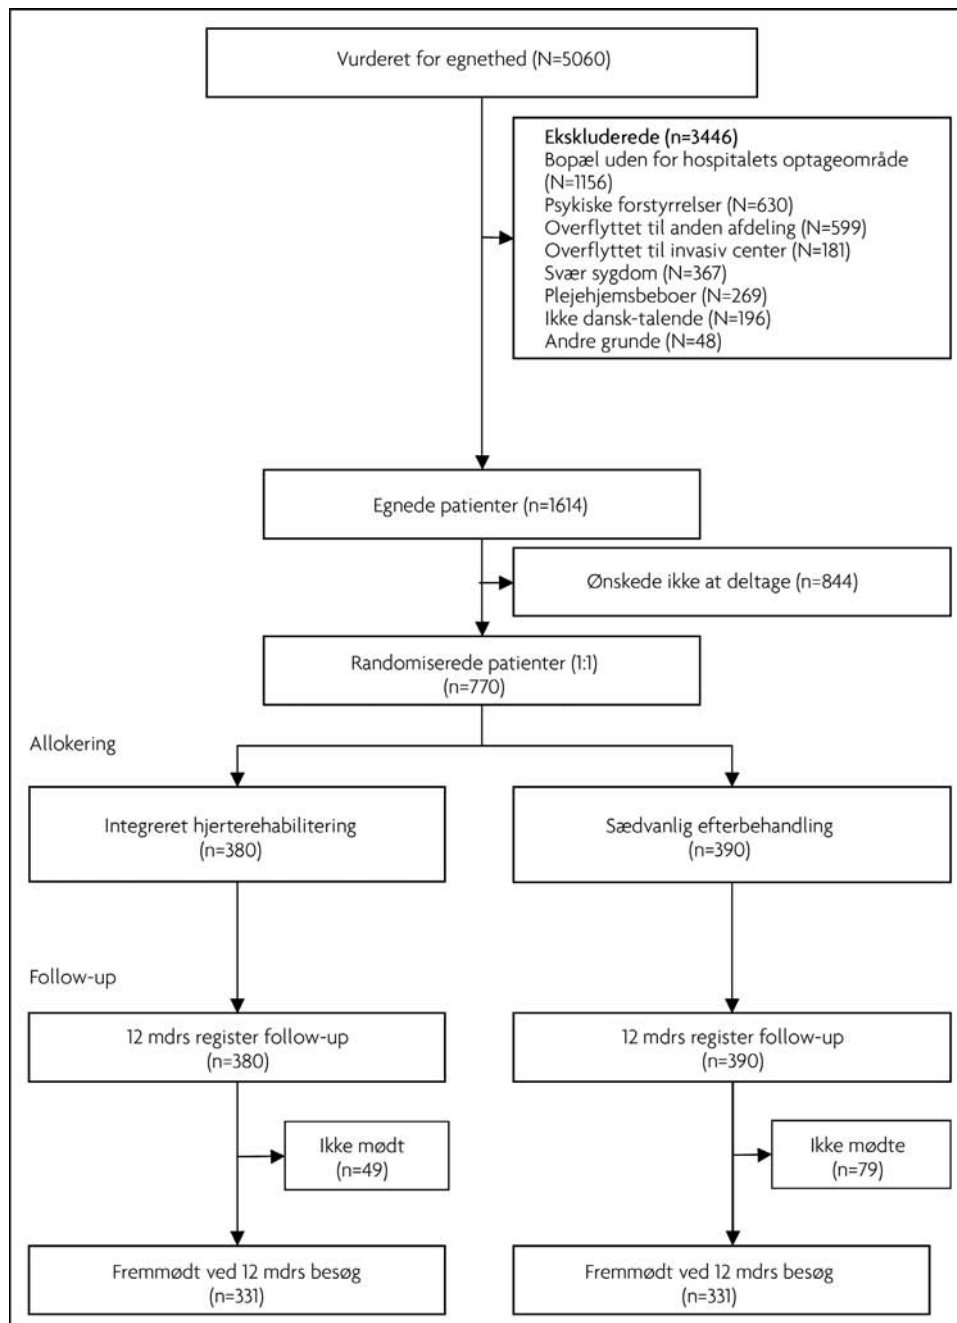 Vurderet for egnethed (N=5060)
Ekskluderede (n=3446)
Bopæl uden for hospitalets optageområde
(N=1156)
Psykiske forstyrrelser (N=630)
Overflyttet til anden afdeling (N=599)
Overflyttet til invasiv center (N=181)
Svær sygdom (N=367)
Plejehjemsbeboer (N=269)
Ikke dansk-talende (N=196)
Andre grunde (N=48)
Egnede patienter (n=1614)
Ønskede ikke at deltage (n=844)
Randomiserede patienter (1:1)
(n=770)
Allokering
Integreret hjerterehabilitering
(n=380)
Sædvanlig efterbehandling
(n=390)
Follow-up
12 mdrs register follow-up
(n=380)
12 mdrs register follow-up
(n=390)
Ikke mødt
(n=49)
Ikke mødte
(n=79)
Fremmødt ved 12 mdrs besøg
(n=331)
Fremmødt ved 12 mdrs besøg
(n=331)